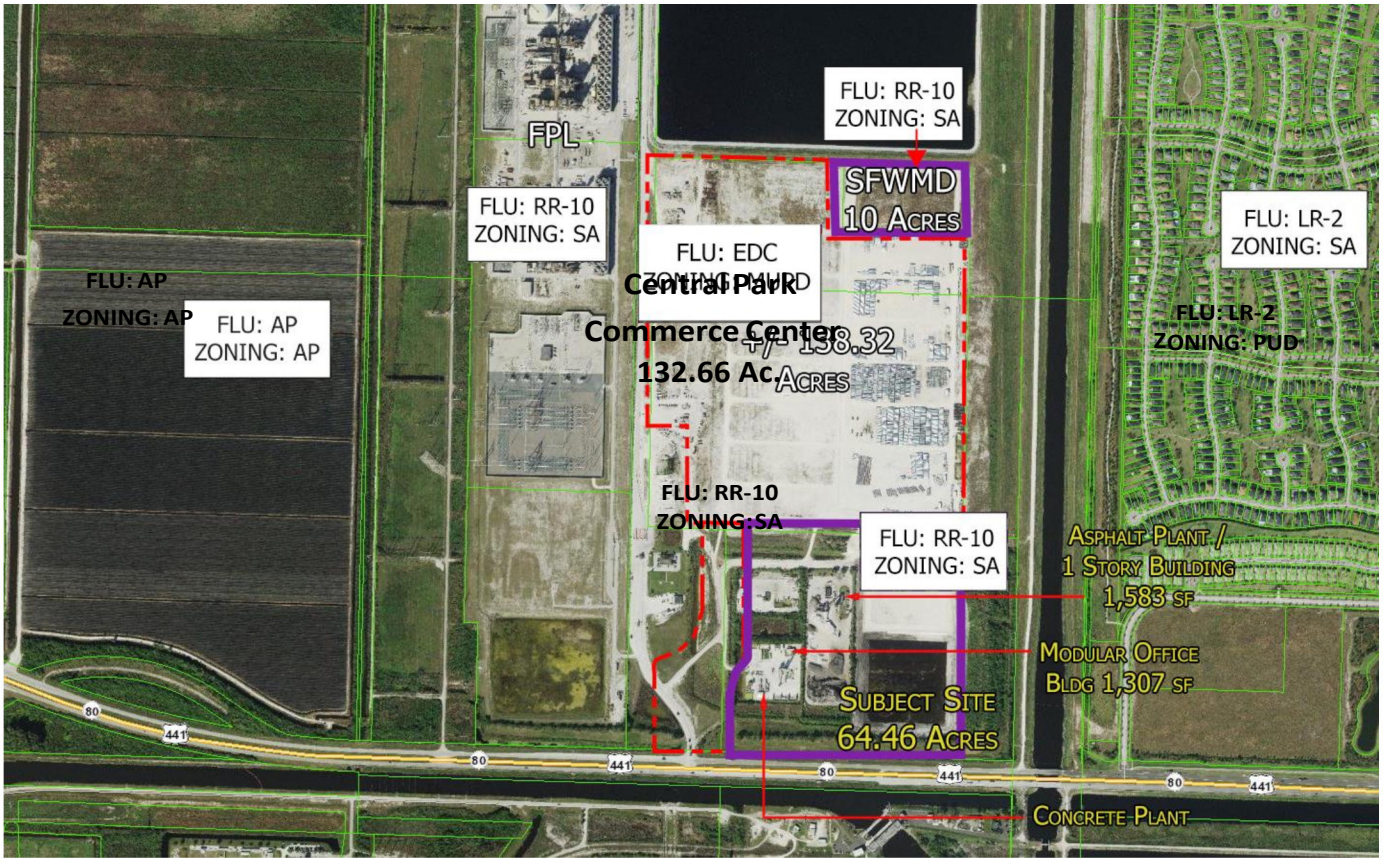 FLU: RR-10
ZONING: SA
FPL
SFWMD
10 ACRES
FLU: RR-10
ZONING: SA
FLU: LR-2
ZONING: SA
FLU: EDC
ZONING: MUPD
Central Park
Commerce Center
132.66 Ac.
+/- 138.32
ACRES
FLU: AP
ZONING: AP
FLU: AP
ZONING: AP
FLU: LR-2
ZONING: PUD
FLU: RR-10
ZONING: SA
FLU: RR-10
ZONING: SA
ASPHALT PLANT /
1 STORY BUILDING
1,583 SF
MODULAR OFFICE
BLDG 1,307 SF
SUBJECT SITE
64.46 ACRES
80
441
80
441
80
441
80
441
CONCRETE PLANT